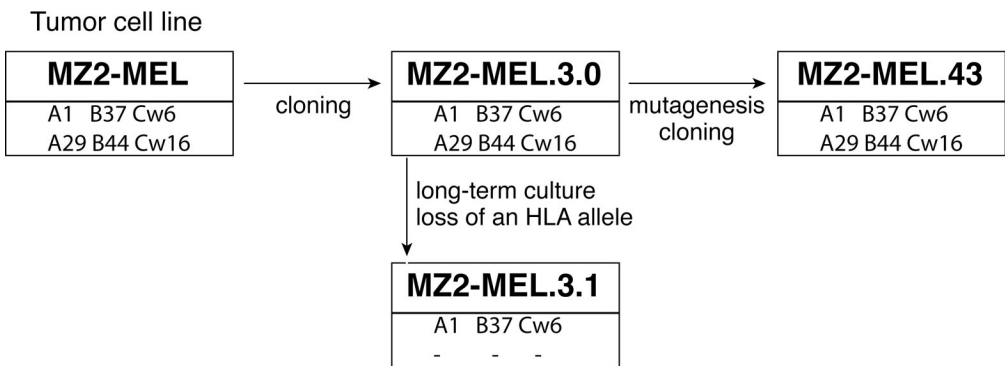 Tumor cell line
MZ2-MEL
A1 B37 Cw6
A29 B44 Cw16
cloning
MZ2-MEL.3.0
A1 B37 Cw6
A29 B44 Cw16
mutagenesis
cloning
MZ2-MEL.43
A1 B37 Cw6
A29 B44 Cw16
long-term culture
loss of an HLA allele
MZ2-MEL.3.1
A1 B37 Cw6
- - -